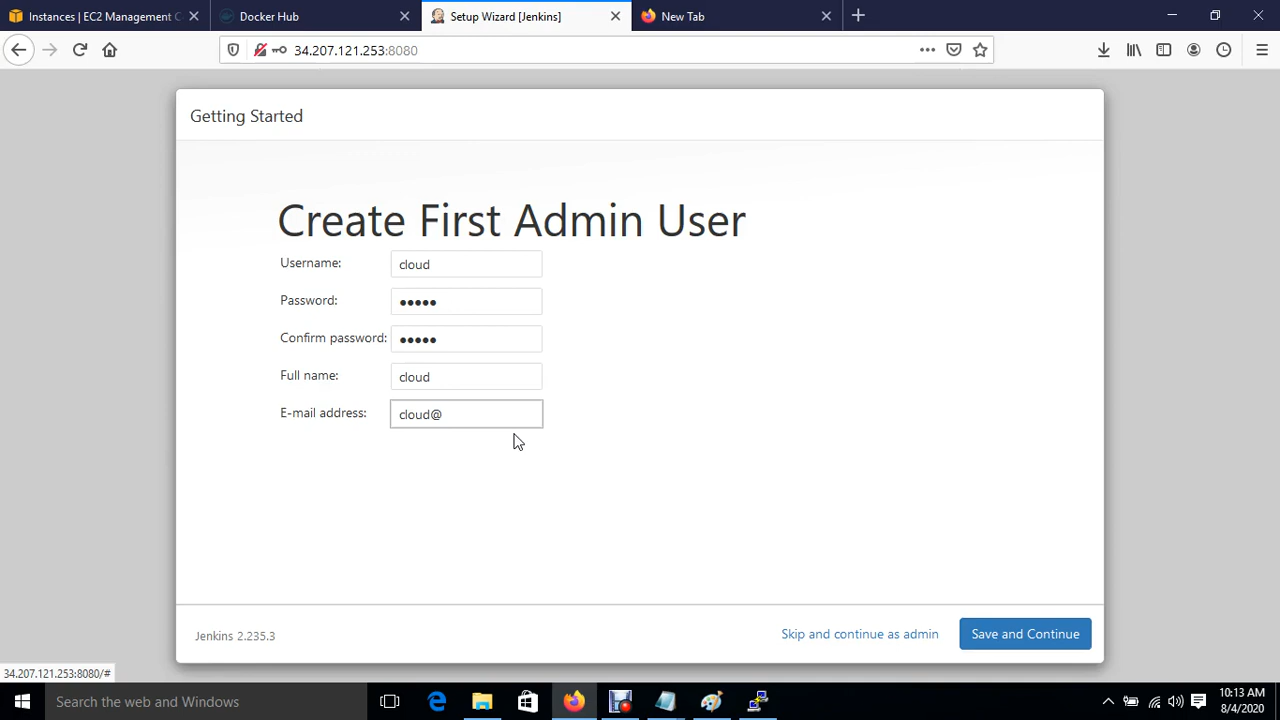 Instances | EC2 Management C
Docker Hub
Setup Wizard [Jenkins]
New Tab
34.207.121.253:8080
Getting Started
Create First Admin User
Username:
cloud
Password:
●●●●●
Confirm password:
●●●●●
Full name:
cloud
E-mail address:
cloud@
Jenkins 2.235.3
Skip and continue as admin
Save and Continue
34.207.121.253:8080/#
Search the web and Windows
10:13 AM
8/4/2020